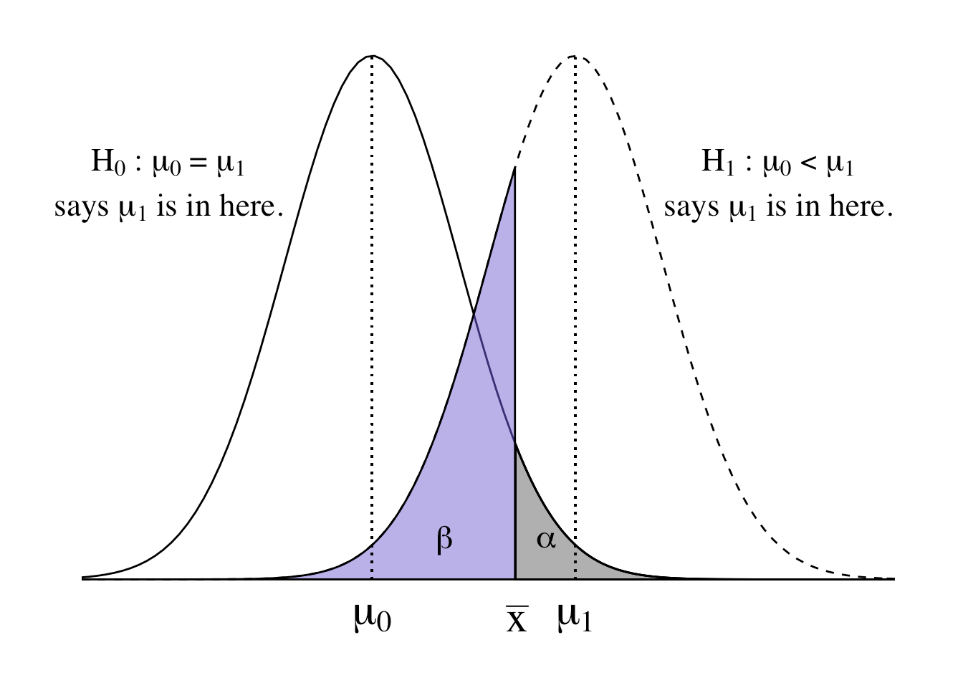 H₀ : μ₀ = μ₁
says μ₁ is in here.
H₁ : μ₀ < μ₁
says μ₁ is in here.
β
α
μ₀
x̅
μ₁